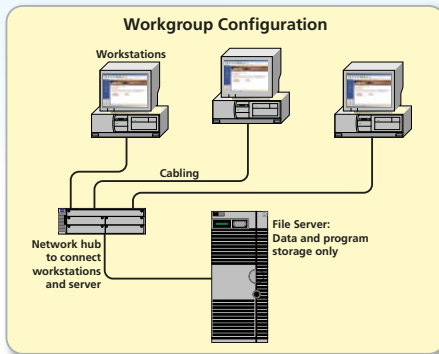 Workgroup Configuration
Workstations
Cabling
Network hub
to connect
workstations
and server
File Server:
Data and program
storage only